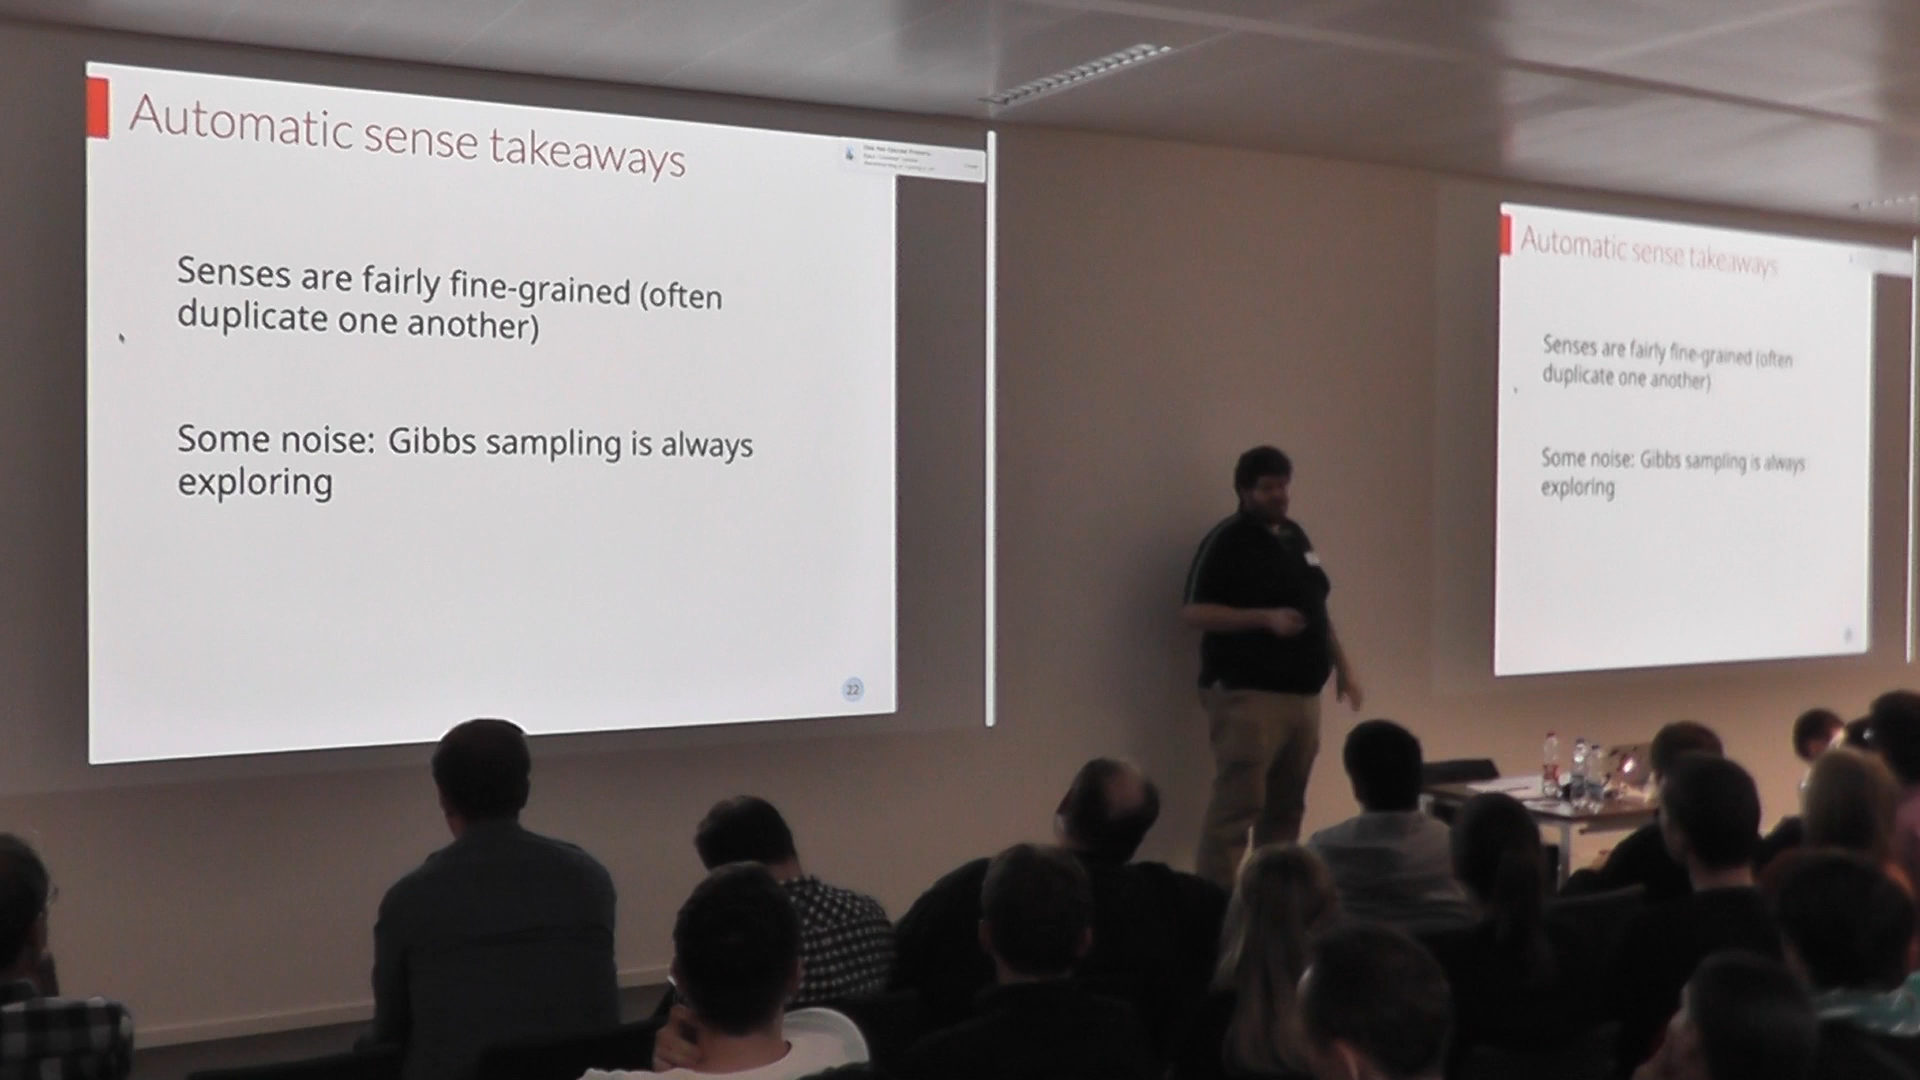 Automatic sense takeaways
Senses are fairly fine-grained (often
duplicate one another)
Some noise: Gibbs sampling is always
exploring
22
Automatic sense takeaways
Senses are fairly fine-grained (often
duplicate one another)
Some noise: Gibbs sampling is always
exploring